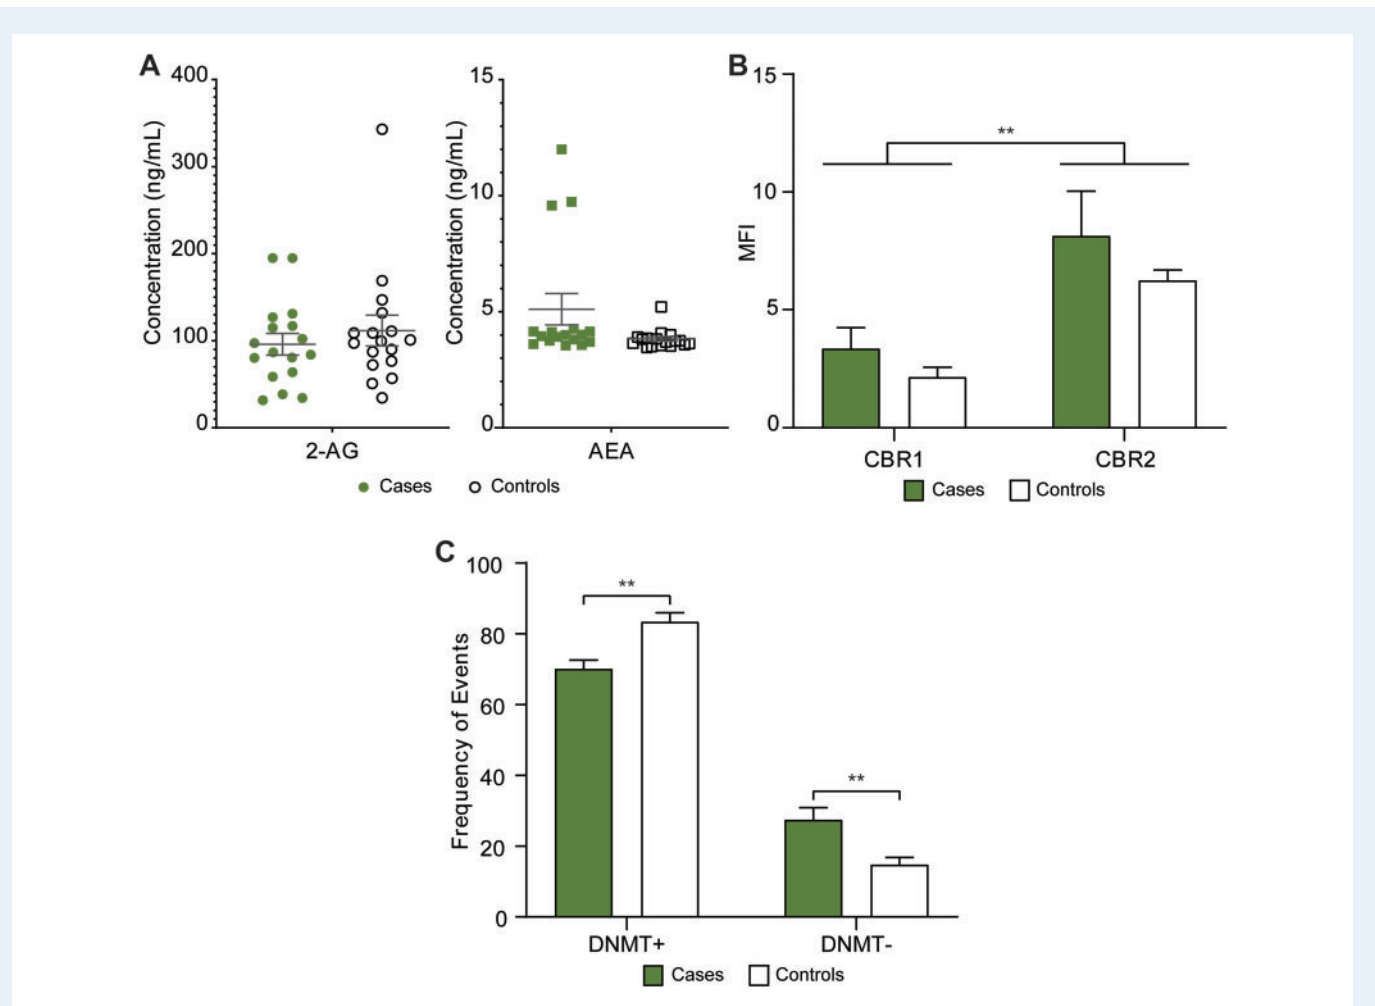 A
400
300
200
100
0
Concentration (ng/mL)
2-AG
15
10
5
0
Concentration (ng/mL)
AEA
Cases
Controls
B
15
10
5
0
MFI
**
CBR1
CBR2
Cases
Controls
C
100
80
60
40
20
0
Frequency of Events
**
**
DNMT+
DNMT-
Cases
Controls